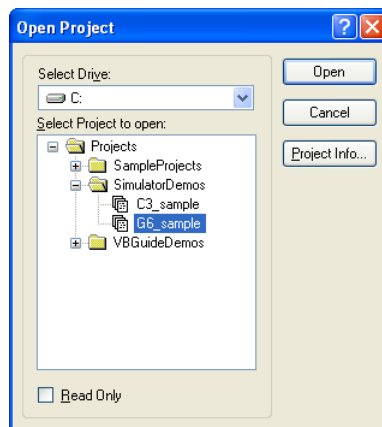 Open Project
Select Drive:
C:
Select Project to open:
Projects
SampleProjects
SimulatorDemos
C3_sample
G6_sample
VBGuideDemos
Read Only
Open
Cancel
Project Info...